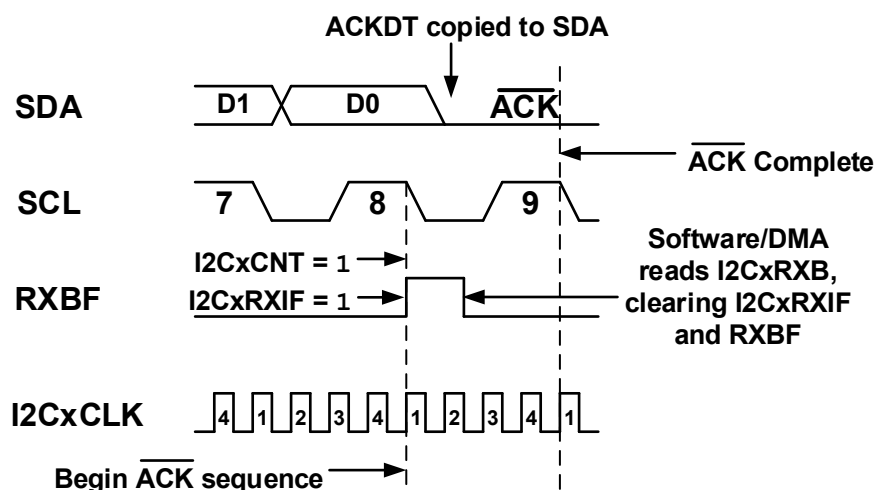 ACKDT copied to SDA
SDA D1 D0 ACK
ACK Complete
SCL 7 8 9
I2CxCNT = 1
Software/DMA
reads I2CxRXB,
clearing I2CxRXIF
and RXBF
RXBF I2CxRXIF = 1
I2CxCLK 4 1 2 3 4 1 2 3 4 1
Begin ACK sequence